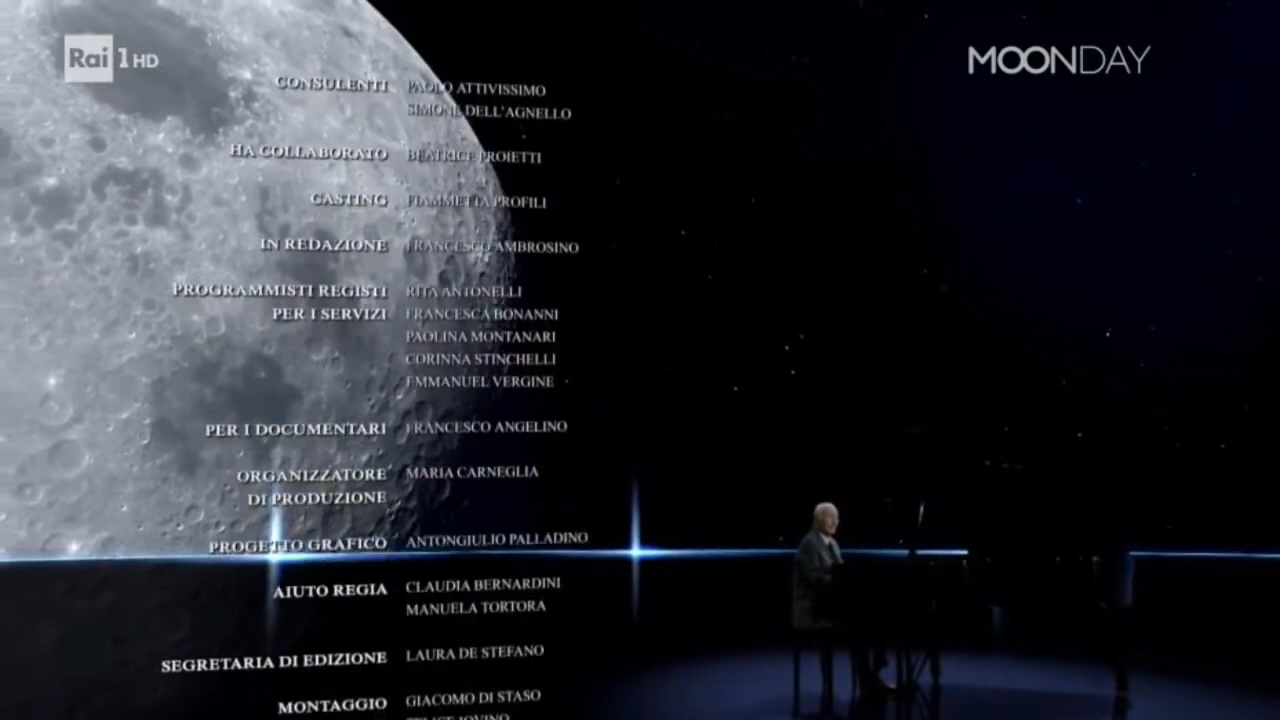 Rai 1 HD
MOONDAY
CONSULENTI PAOLO ATTIVISSIMO
SIMONE DELL'AGNELLO
HA COLLABORATO BEATRICE PROIETTI
CASTING FIAMMETTA PROFILI
IN REDAZIONE FRANCESCO AMBROSINO
PROGRAMMISTI REGISTI RITA ANTONELLI
PER I SERVIZI FRANCESCA BONANNI
PAOLINA MONTANARI
CORINNA STINCHELLI
EMMANUEL VERGINE
PER I DOCUMENTARI FRANCESCO ANGELINO
ORGANIZZATORE MARIA CARNEGLIA
DI PRODUZIONE
PROGETTO GRAFICO ANTONGIULIO PALLADINO
AIUTO REGIA CLAUDIA BERNARDINI
MANUELA TORTORA
SEGRETARIA DI EDIZIONE LAURA DE STEFANO
MONTAGGIO GIACOMO DI STASO